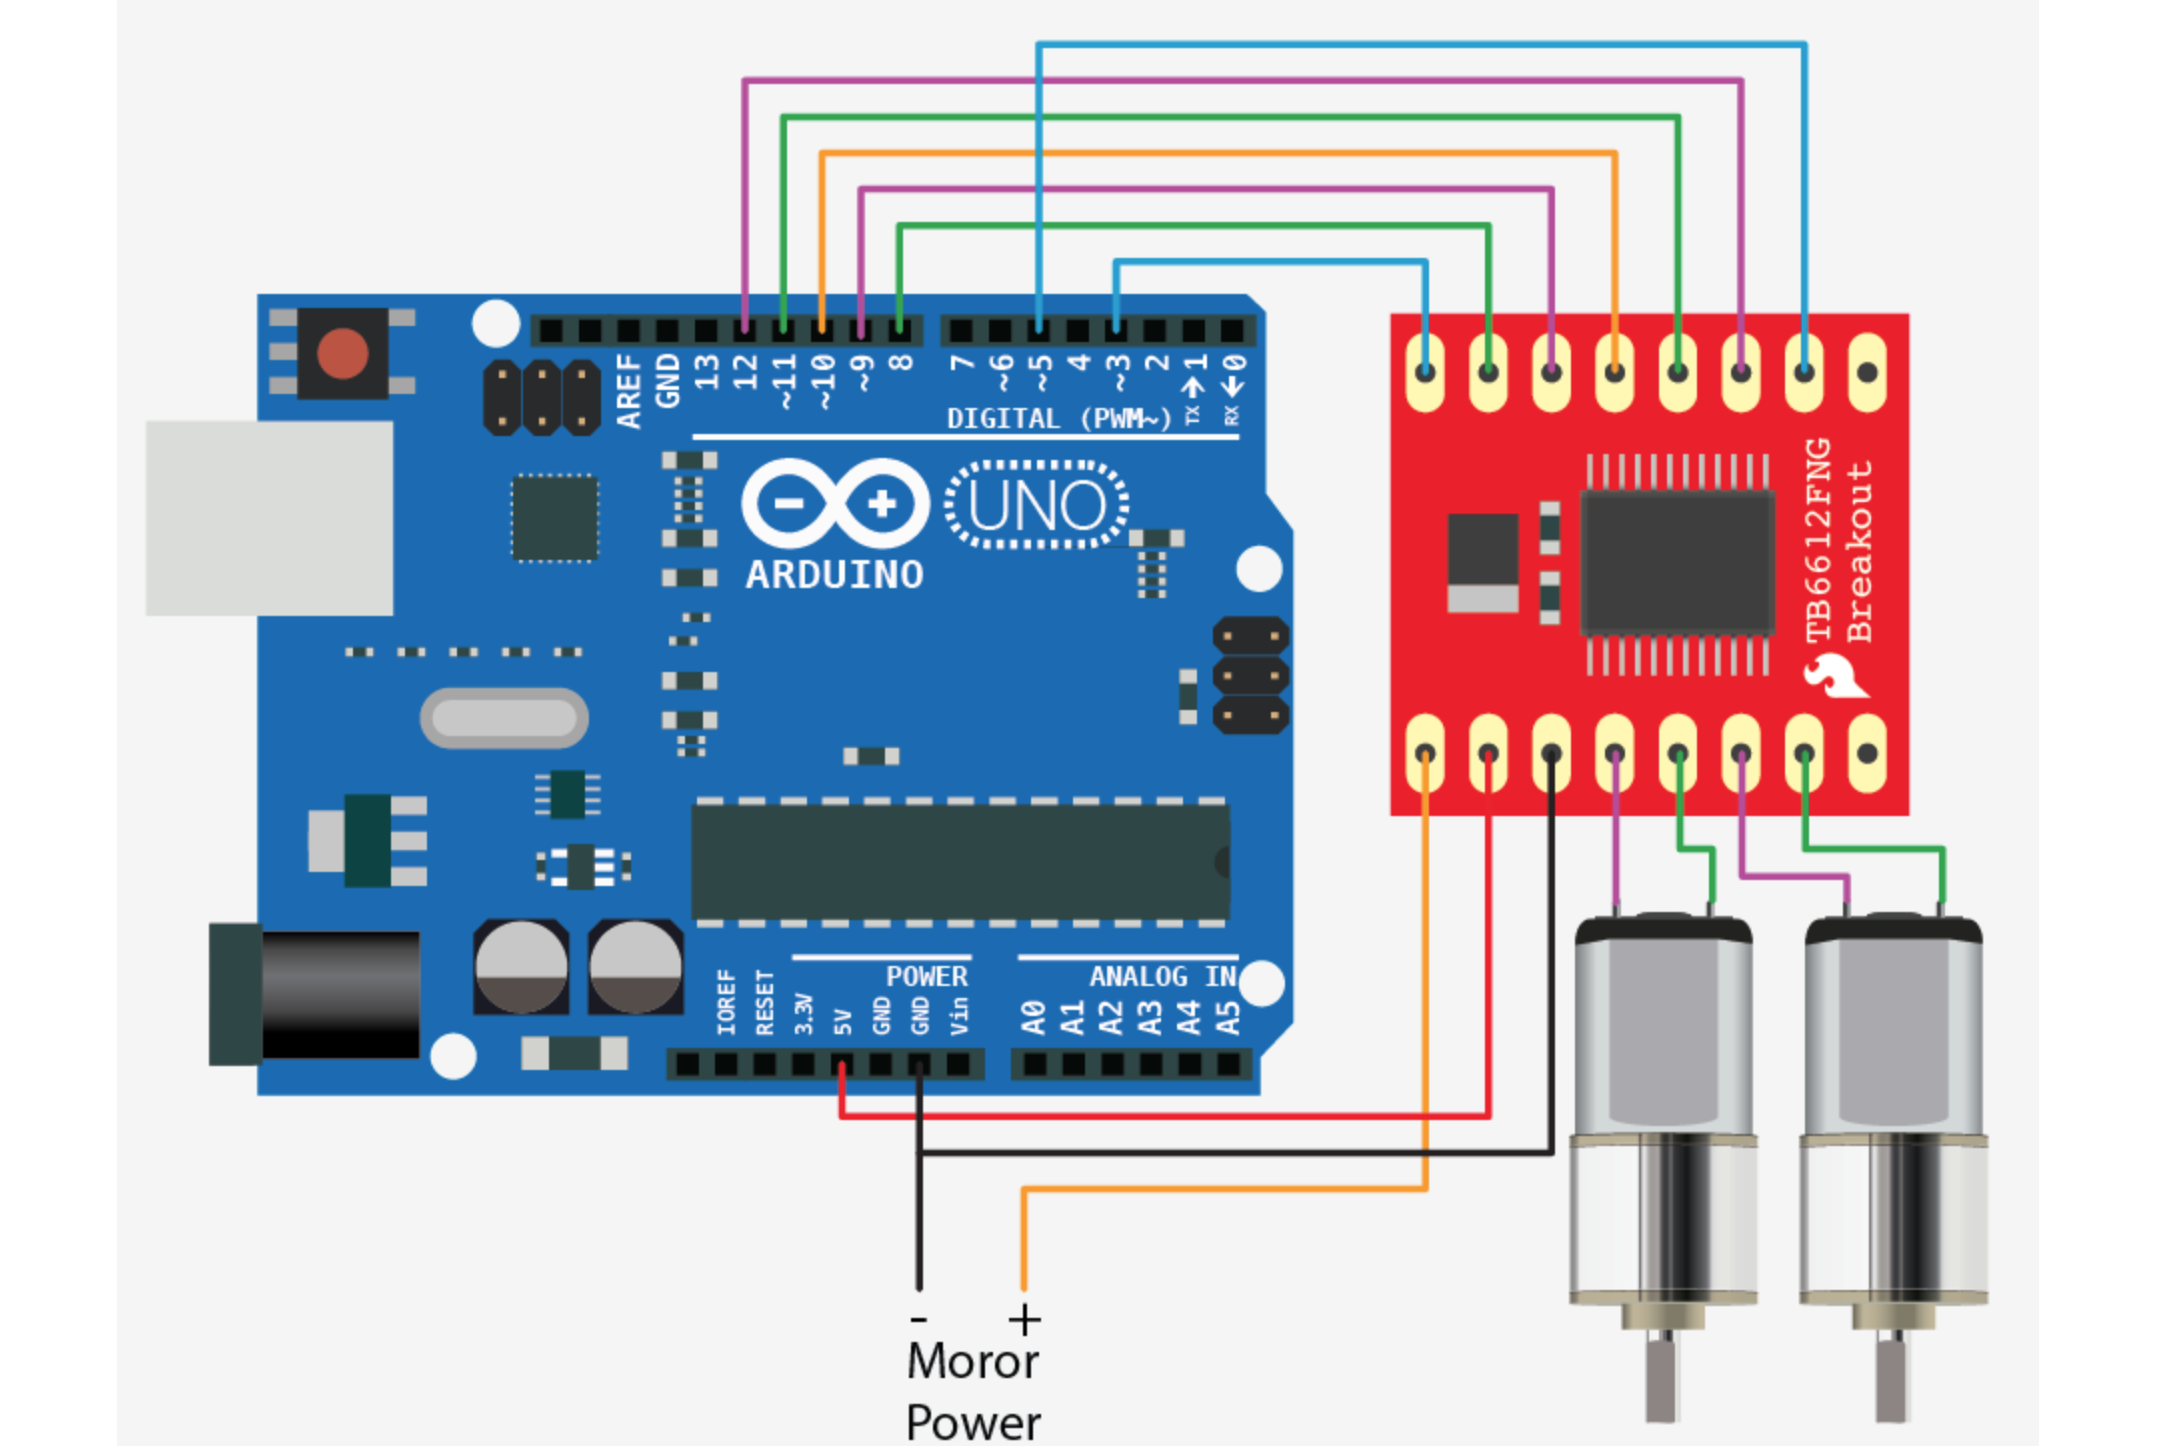 AREF
GND
13
12
~11
~10
~9
8
7
~6
~5
4
~3
2
TX→1
RX←0
DIGITAL (PWM~)
UNO
ARDUINO
TB6612FNG
Breakout
POWER
ANALOG IN
IOREF
RESET
3.3V
5V
GND
GND
Vin
A0
A1
A2
A3
A4
A5
- +
Moror
Power